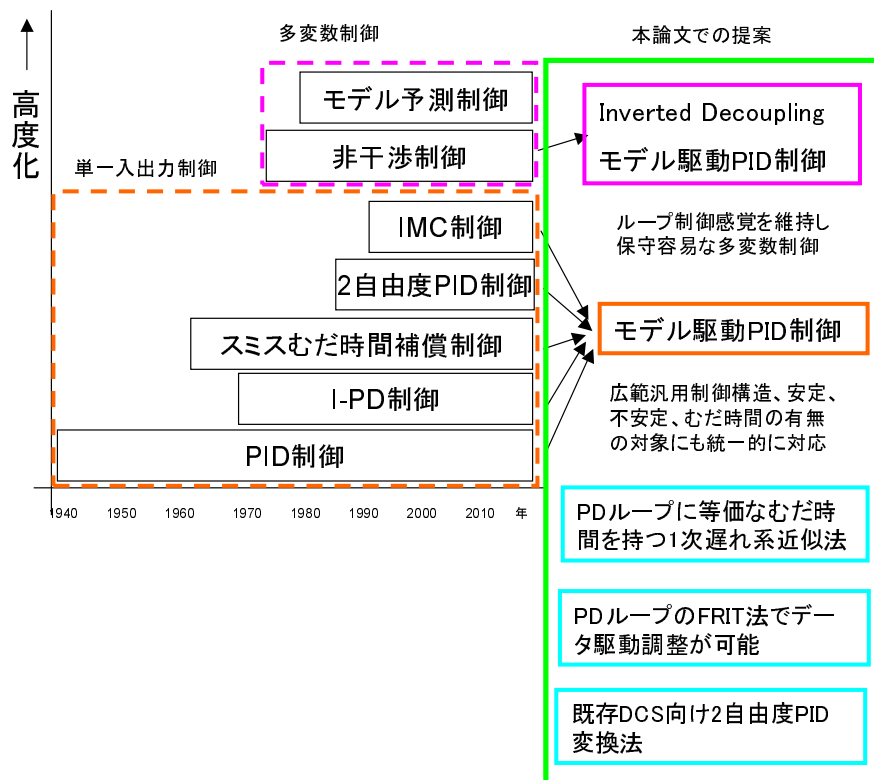 多変数制御
本論文での提案
高度化
モデル予測制御
非干渉制御
Inverted Decoupling
モデル駆動PID制御
単一入出力制御
ループ制御感覚を維持し
保守容易な多変数制御
IMC制御
2自由度PID制御
スミスむだ時間補償制御
I-PD制御
PID制御
モデル駆動PID制御
広範汎用制御構造、安定、
不安定、むだ時間の有無
の対象にも統一的に対応
1940 1950 1960 1970 1980 1990 2000 2010 年
PDループに等価なむだ時
間を持つ1次遅れ系近似法
PDループのFRIT法でデー
タ駆動調整が可能
既存DCS向け2自由度PID
変換法